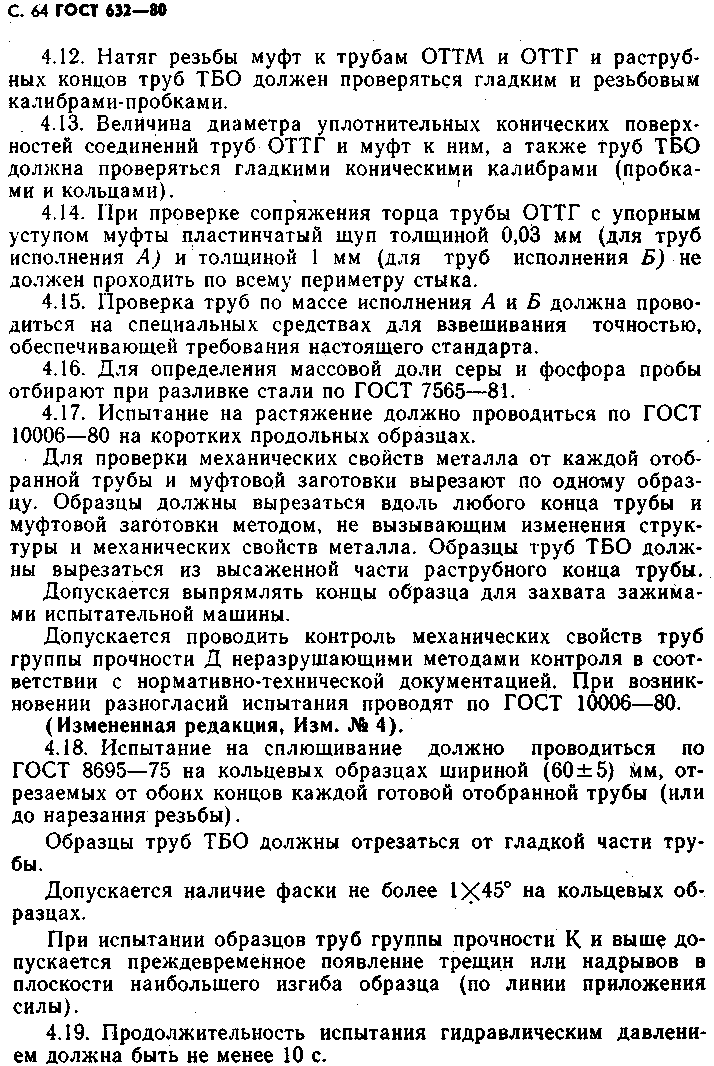 С. 64 ГОСТ 632—80
4.12. Натяг резьбы муфт к трубам ОТТМ и ОТТГ и раструб-
ных концов труб ТБО должен проверяться гладким и резьбовым
калибрами-пробками.
4.13. Величина диаметра уплотнительных конических поверх-
ностей соединений труб ОТТГ и муфт к ним, а также труб ТБО
должна проверяться гладкими коническими калибрами (пробка-
ми и кольцами).
4.14. При проверке сопряжения торца трубы ОТТГ с упорным
уступом муфты пластинчатый щуп толщиной 0,03 мм (для труб
исполнения А) и толщиной 1 мм (для труб исполнения Б) не
должен проходить по всему периметру стыка.
4.15. Проверка труб по массе исполнения А и Б должна прово-
диться на специальных средствах для взвешивания точностью,
обеспечивающей требования настоящего стандарта.
4.16. Для определения массовой доли серы и фосфора пробы
отбирают при разливке стали по ГОСТ 7565—81.
4.17. Испытание на растяжение должно проводиться по ГОСТ
10006—80 на коротких продольных образцах.
Для проверки механических свойств металла от каждой отоб-
ранной трубы и муфтовой заготовки вырезают по одному образ-
цу. Образцы должны вырезаться вдоль любого конца трубы и
муфтовой заготовки методом, не вызывающим изменения струк-
туры и механических свойств металла. Образцы труб ТБО долж-
ны вырезаться из высаженной части раструбного конца трубы.
Допускается выпрямлять концы образца для захвата зажима-
ми испытательной машины.
Допускается проводить контроль механических свойств труб
группы прочности Д неразрушающими методами контроля в соот-
ветствии с нормативно-технической документацией. При возник-
новении разногласий испытания проводят по ГОСТ 10006—80.
(Измененная редакция, Изм. № 4).
4.18. Испытание на сплющивание должно проводиться по
ГОСТ 8695—75 на кольцевых образцах шириной (60±5) мм, от-
резаемых от обоих концов каждой готовой отобранной трубы (или
до нарезания резьбы).
Образцы труб ТБО должны отрезаться от гладкой части тру-
бы.
Допускается наличие фаски не более 1×45° на кольцевых об-
разцах.
При испытании образцов труб группы прочности К и выше до-
пускается преждевременное появление трещин или надрывов в
плоскости наибольшего изгиба образца (по линии приложения
силы).
4.19. Продолжительность испытания гидравлическим давлени-
ем должна быть не менее 10 с.